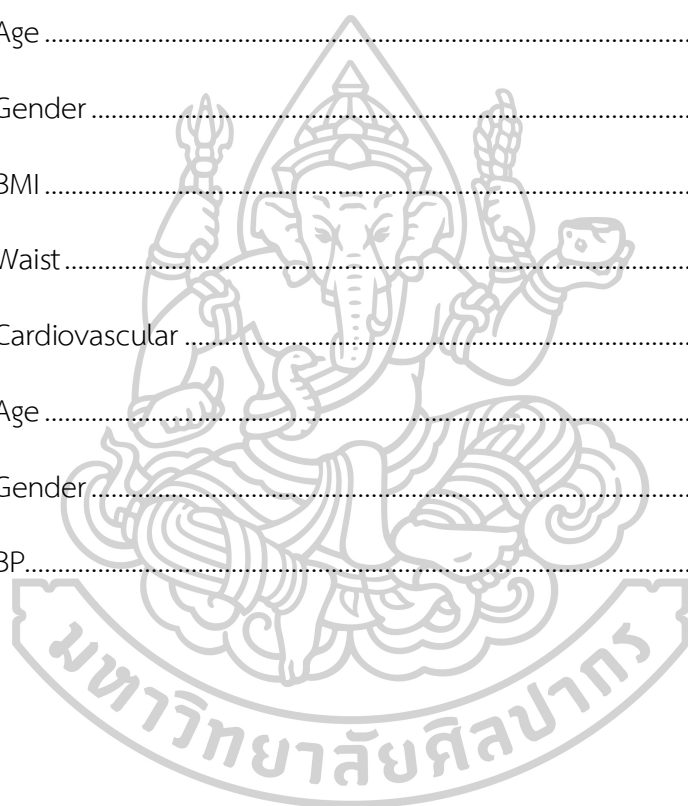 Age ........................................................................................................
Gender ........................................................................................................
BMI ........................................................................................................
Waist ........................................................................................................
Cardiovascular ........................................................................................................
Age ........................................................................................................
Gender ........................................................................................................
BP ........................................................................................................
มหาวิทยาลัยศิลปากร